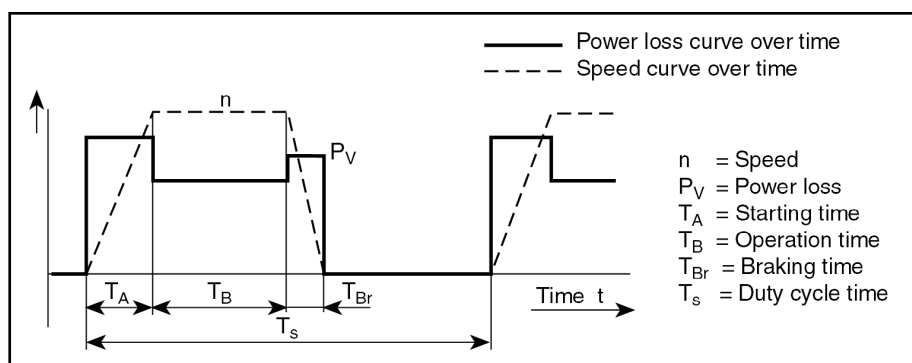 Power loss curve over time
Speed curve over time
n
P_V
n = Speed
P_V = Power loss
T_A = Starting time
T_B = Operation time
T_Br = Braking time
T_s = Duty cycle time
T_A T_B T_Br Time t
T_s